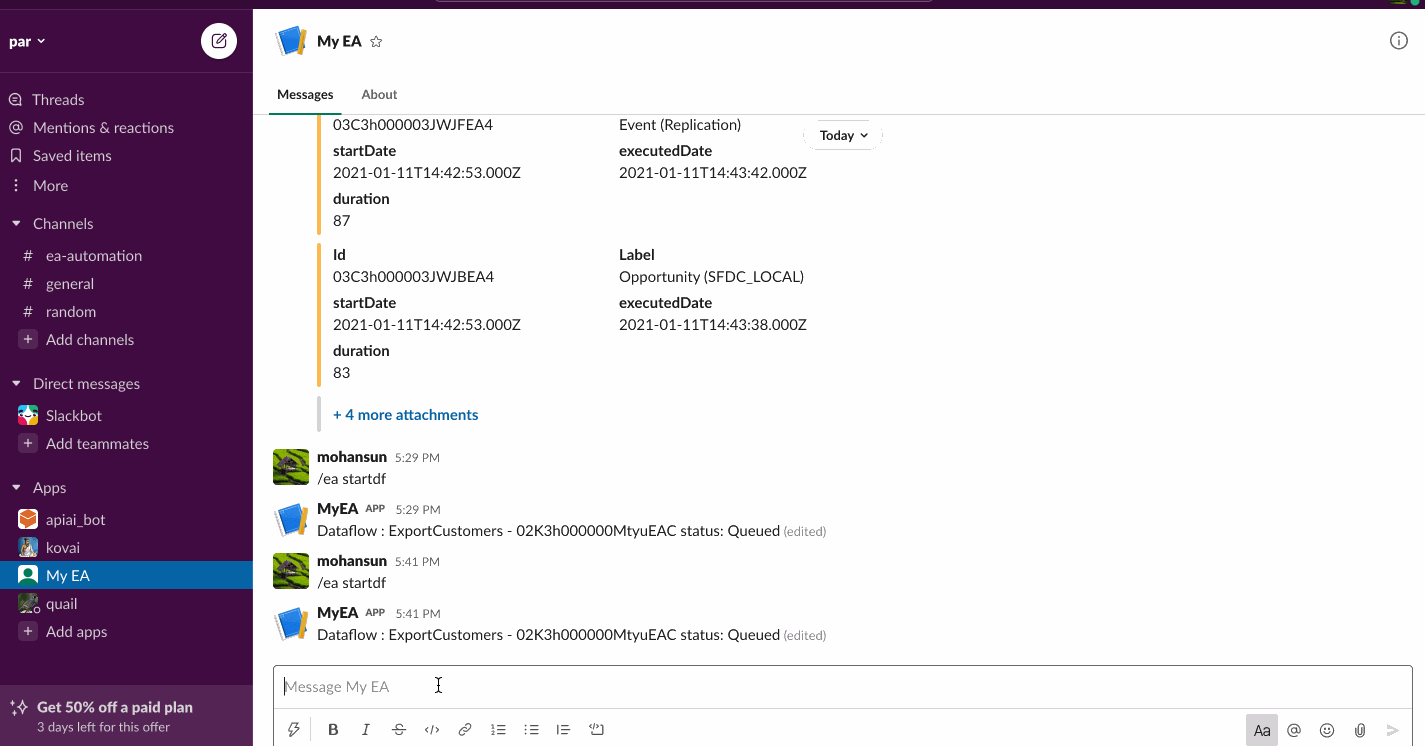 par
Threads
Mentions & reactions
Saved items
More
Channels
# ea-automation
# general
# random
+ Add channels
Direct messages
Slackbot
+ Add teammates
Apps
apiai_bot
kovai
My EA
quail
+ Add apps
Get 50% off a paid plan
3 days left for this offer
My EA
Messages About
03C3h000003JWJFEA4 Event (Replication)
Today
startDate executedDate
2021-01-11T14:42:53.000Z 2021-01-11T14:43:42.000Z
duration
87
Id Label
03C3h000003JWJBEA4 Opportunity (SFDC_LOCAL)
startDate executedDate
2021-01-11T14:42:53.000Z 2021-01-11T14:43:38.000Z
duration
83
+ 4 more attachments
mohansun 5:29 PM
/ea startdf
MyEA APP 5:29 PM
Dataflow : ExportCustomers - 02K3h000000MtyuEAC status: Queued (edited)
mohansun 5:41 PM
/ea startdf
MyEA APP 5:41 PM
Dataflow : ExportCustomers - 02K3h000000MtyuEAC status: Queued (edited)
Message My EA
B I S </> Aa @